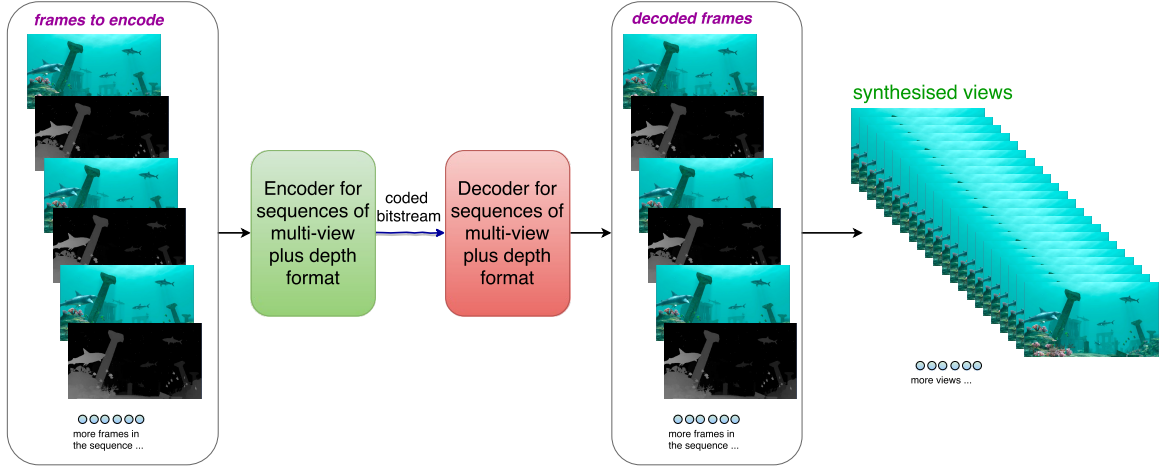 frames to encode
more frames in
the sequence ...
Encoder for
sequences of
multi-view
plus depth
format
coded
bitstream
Decoder for
sequences of
multi-view
plus depth
format
decoded frames
more frames in
the sequence ...
synthesised views
more views ...